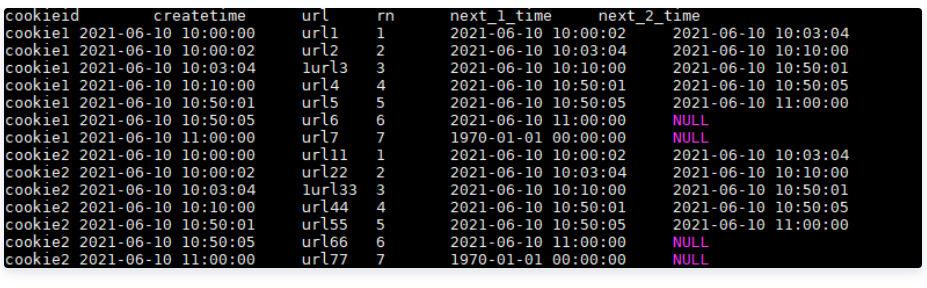 cookieid createtime url rn next_1_time next_2_time
cookie1 2021-06-10 10:00:00 url1 1 2021-06-10 10:00:02 2021-06-10 10:03:04
cookie1 2021-06-10 10:00:02 url2 2 2021-06-10 10:03:04 2021-06-10 10:10:00
cookie1 2021-06-10 10:03:04 1url3 3 2021-06-10 10:10:00 2021-06-10 10:50:01
cookie1 2021-06-10 10:10:00 url4 4 2021-06-10 10:50:01 2021-06-10 10:50:05
cookie1 2021-06-10 10:50:01 url5 5 2021-06-10 10:50:05 2021-06-10 11:00:00
cookie1 2021-06-10 10:50:05 url6 6 2021-06-10 11:00:00 NULL
cookie1 2021-06-10 11:00:00 url7 7 1970-01-01 00:00:00 NULL
cookie2 2021-06-10 10:00:00 url11 1 2021-06-10 10:00:02 2021-06-10 10:03:04
cookie2 2021-06-10 10:00:02 url22 2 2021-06-10 10:03:04 2021-06-10 10:10:00
cookie2 2021-06-10 10:03:04 1url33 3 2021-06-10 10:10:00 2021-06-10 10:50:01
cookie2 2021-06-10 10:10:00 url44 4 2021-06-10 10:50:01 2021-06-10 10:50:05
cookie2 2021-06-10 10:50:01 url55 5 2021-06-10 10:50:05 2021-06-10 11:00:00
cookie2 2021-06-10 10:50:05 url66 6 2021-06-10 11:00:00 NULL
cookie2 2021-06-10 11:00:00 url77 7 1970-01-01 00:00:00 NULL